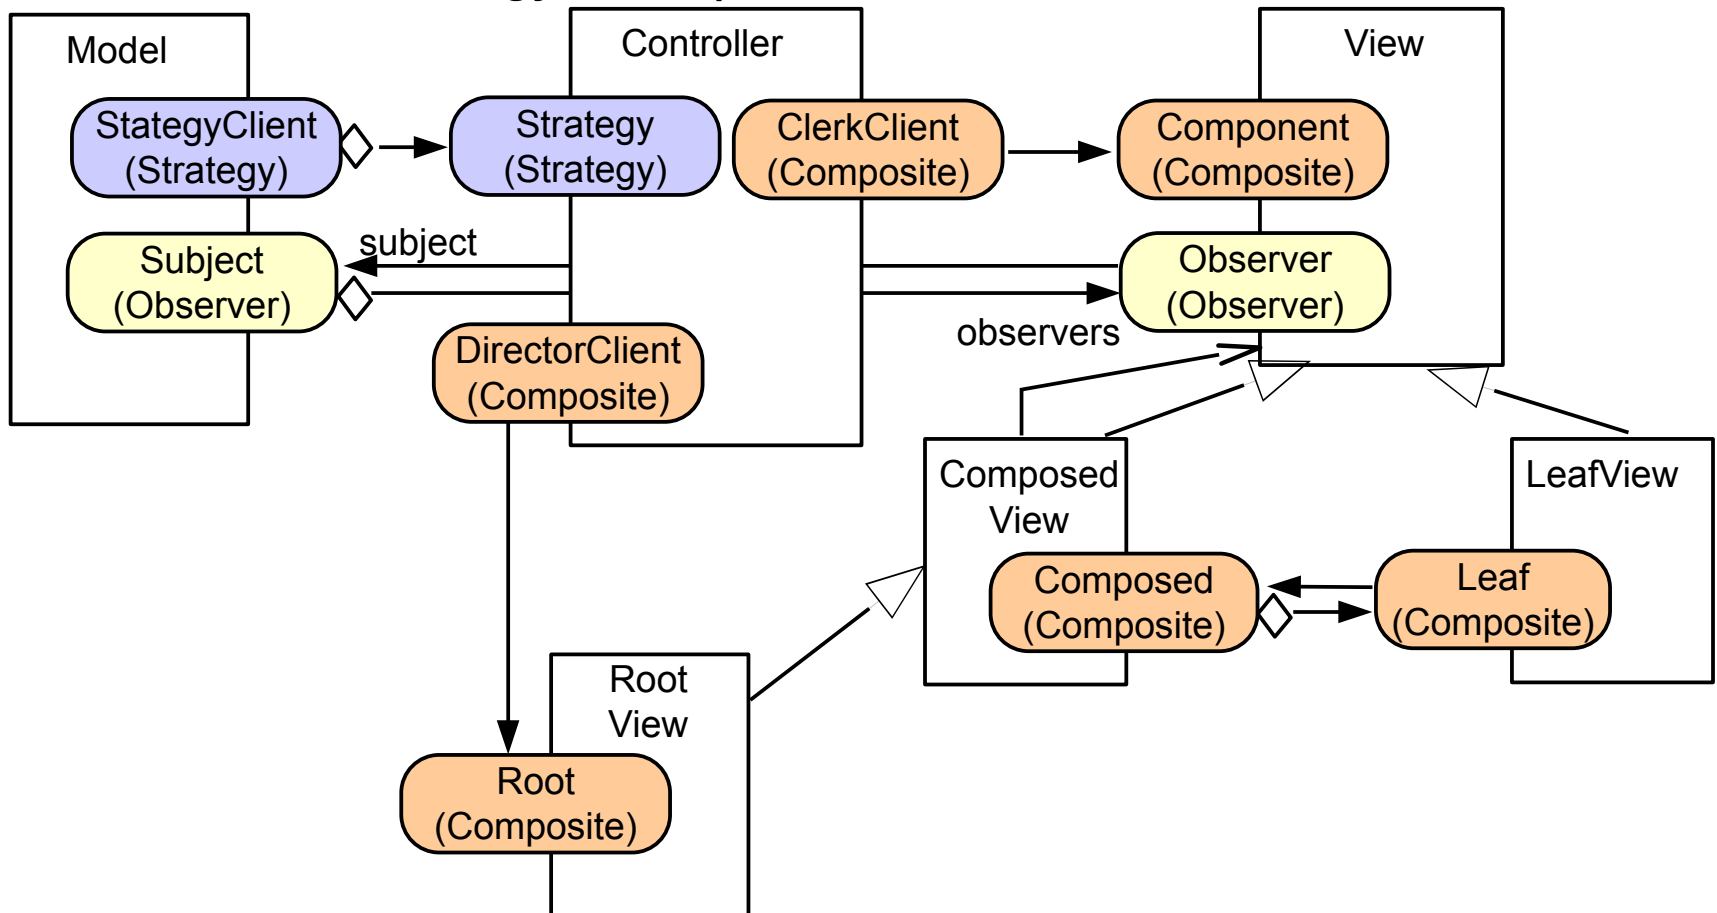 Model
Controller
View
StategyClient
(Strategy)
Strategy
(Strategy)
ClerkClient
(Composite)
Component
(Composite)
subject
Subject
(Observer)
Observer
(Observer)
observers
DirectorClient
(Composite)
Composed
View
LeafView
Composed
(Composite)
Leaf
(Composite)
Root
View
Root
(Composite)